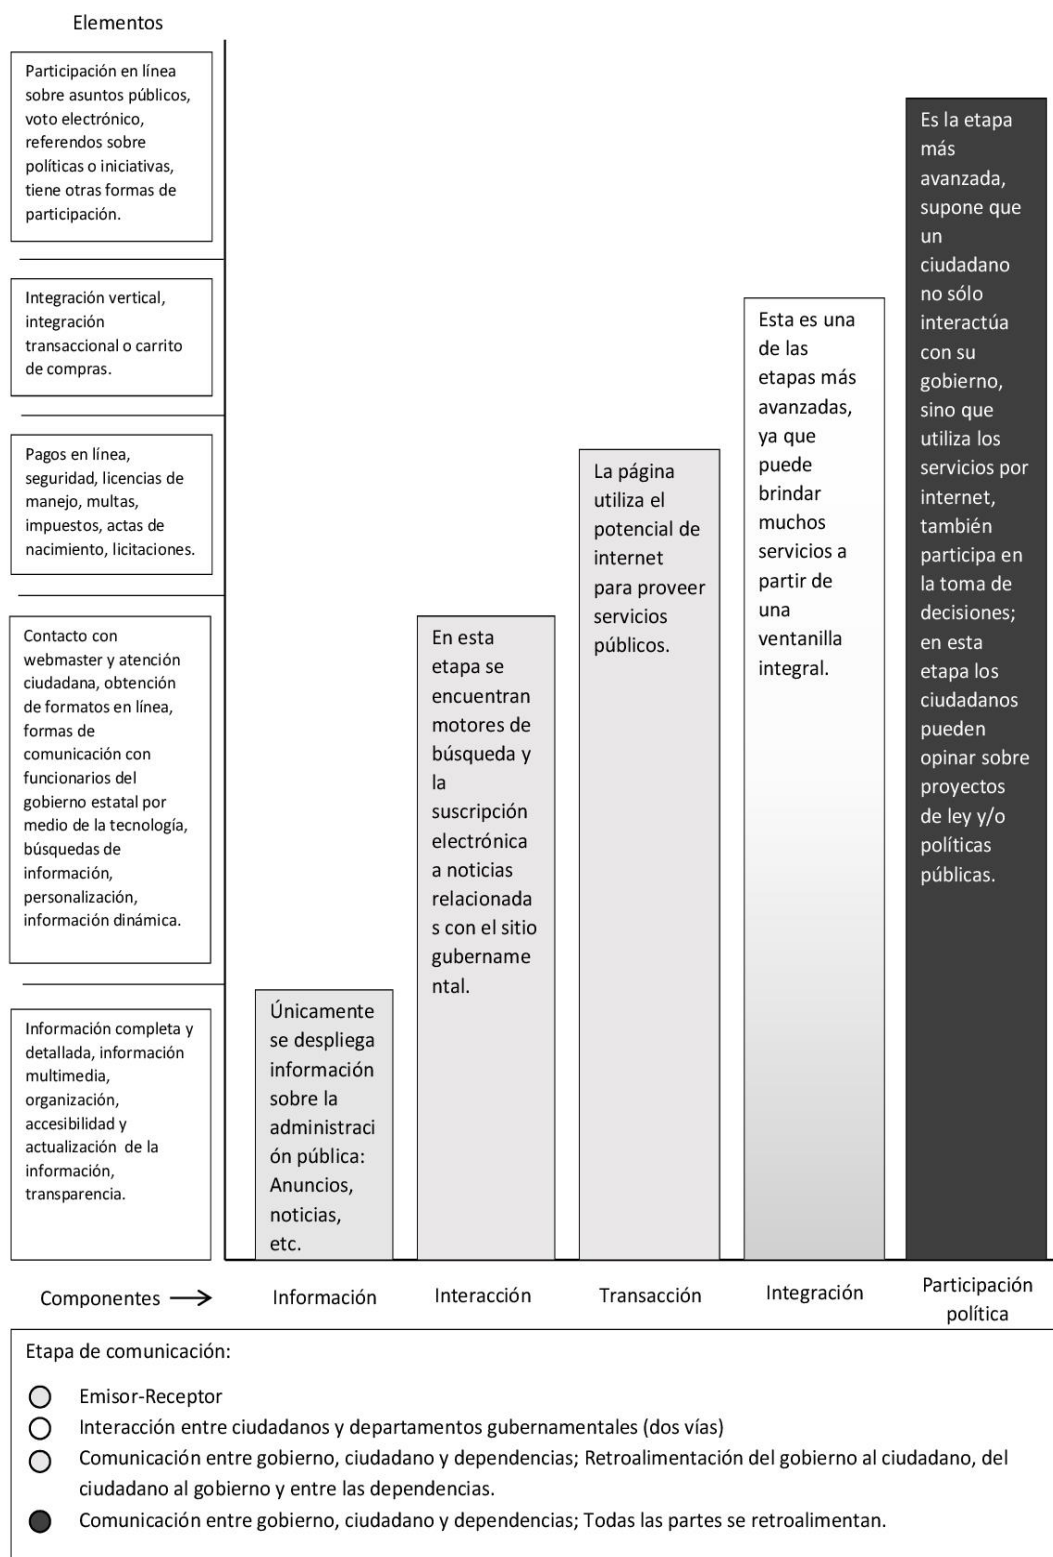 Elementos
Participación en línea
sobre asuntos públicos,
voto electrónico,
referendos sobre
políticas o iniciativas,
tiene otras formas de
participación.
Integración vertical,
integración
transaccional o carrito
de compras.
Pagos en línea,
seguridad, licencias de
manejo, multas,
impuestos, actas de
nacimiento, licitaciones.
Contacto con
webmaster y atención
ciudadana, obtención
de formatos en línea,
formas de
comunicación con
funcionarios del
gobierno estatal por
medio de la tecnología,
búsquedas de
información,
personalización,
información dinámica.
Información completa y
detallada, información
multimedia,
organización,
accesibilidad y
actualización de la
información,
transparencia.
Únicamente
se despliega
información
sobre la
administraci
ón pública:
Anuncios,
noticias,
etc.
En esta
etapa se
encuentran
motores de
búsqueda y
la
suscripción
electrónica
a noticias
relacionada
s con el sitio
gubername
ntal.
La página
utiliza el
potencial de
internet
para proveer
servicios
públicos.
Esta es una
de las
etapas más
avanzadas,
ya que
puede
brindar
muchos
servicios a
partir de
una
ventanilla
integral.
Es la etapa
más
avanzada,
supone que
un
ciudadano
no sólo
interactúa
con su
gobierno,
sino que
utiliza los
servicios por
internet,
también
participa en
la toma de
decisiones;
en esta
etapa los
ciudadanos
pueden
opinar sobre
proyectos
de ley y/o
políticas
públicas.
Componentes
Información
Interacción
Transacción
Integración
Participación
política
Etapa de comunicación:
Emisor-Receptor
Interacción entre ciudadanos y departamentos gubernamentales (dos vías)
Comunicación entre gobierno, ciudadano y dependencias; Retroalimentación del gobierno al ciudadano, del
ciudadano al gobierno y entre las dependencias.
Comunicación entre gobierno, ciudadano y dependencias; Todas las partes se retroalimentan.